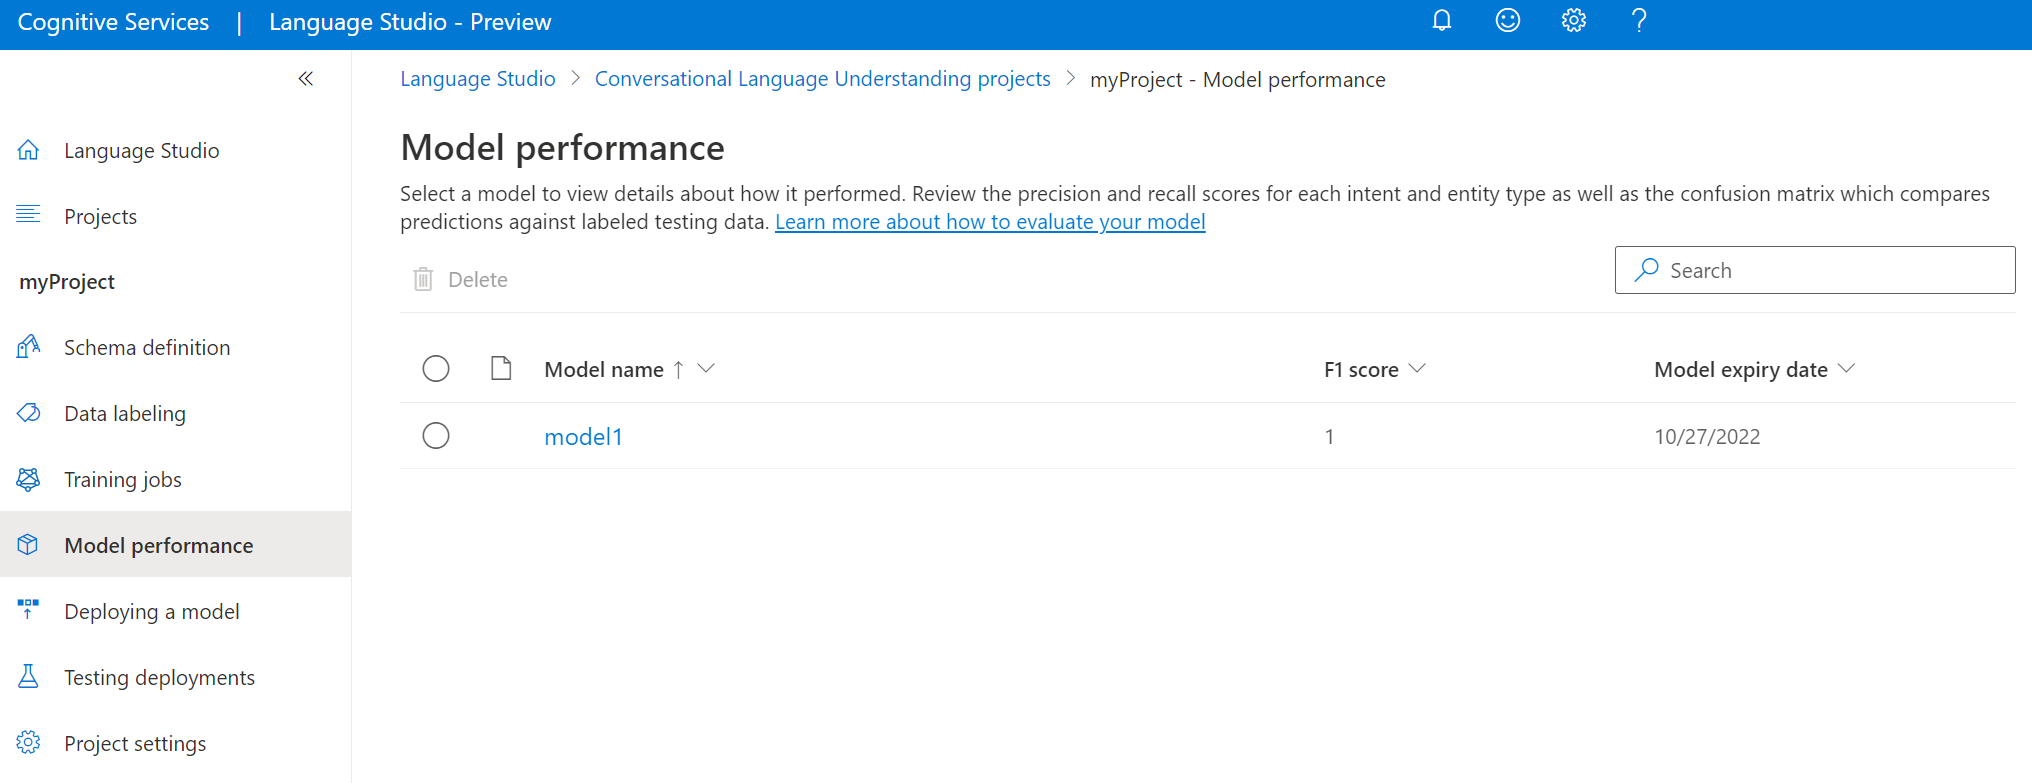 Cognitive Services | Language Studio - Preview
Language Studio > Conversational Language Understanding projects > myProject - Model performance
Language Studio
Projects
myProject
Schema definition
Data labeling
Training jobs
Model performance
Deploying a model
Testing deployments
Project settings
Model performance
Select a model to view details about how it performed. Review the precision and recall scores for each intent and entity type as well as the confusion matrix which compares
predictions against labeled testing data. Learn more about how to evaluate your model
Delete
Search
Model name ↑ F1 score Model expiry date
model1 1 10/27/2022